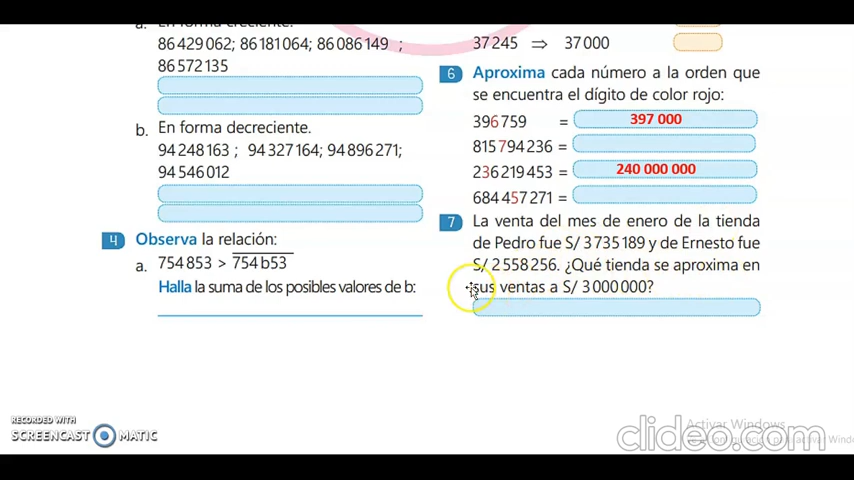 a. En forma creciente.
86 429 062; 86 181 064; 86 086 149 ;
86 572 135
b. En forma decreciente.
94 248 163 ; 94 327 164; 94 896 271;
94 546 012
4 Observa la relación:
a. 754 853 > 754 b53
Halla la suma de los posibles valores de b:
37 245 ⇒ 37 000
6 Aproxima cada número a la orden que
se encuentra el dígito de color rojo:
396 759 = 397 000
815 794 236 =
236 219 453 = 240 000 000
684 457 271 =
7 La venta del mes de enero de la tienda
de Pedro fue S/ 3 735 189 y de Ernesto fue
S/ 2 558 256. ¿Qué tienda se aproxima en
sus ventas a S/ 3 000 000?
RECORDED WITH
SCREENCAST MATIC
Activar Windows
clideo.com